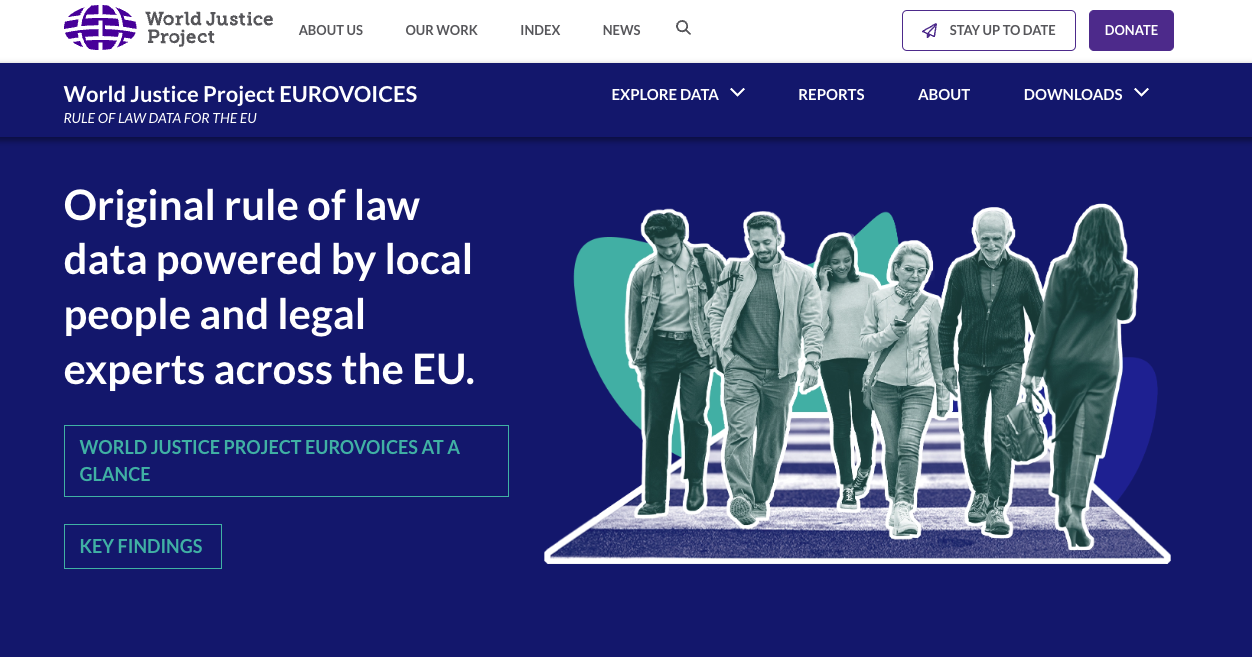 World Justice
Project
ABOUT US
OUR WORK
INDEX
NEWS
STAY UP TO DATE
DONATE
World Justice Project EUROVOICES
RULE OF LAW DATA FOR THE EU
EXPLORE DATA
REPORTS
ABOUT
DOWNLOADS
Original rule of law
data powered by local
people and legal
experts across the EU.
WORLD JUSTICE PROJECT EUROVOICES AT A
GLANCE
KEY FINDINGS